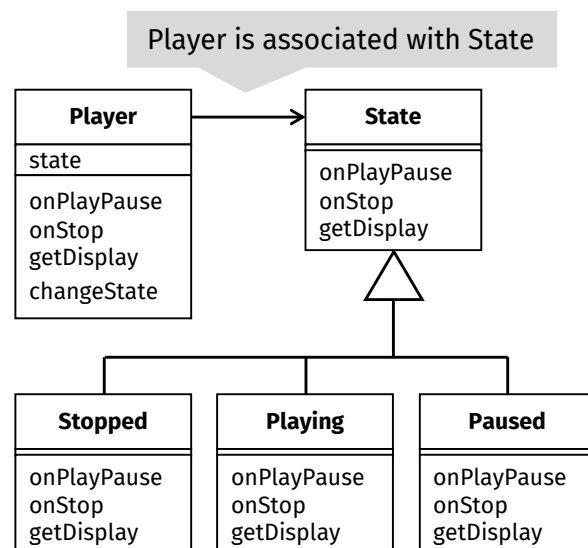 Player is associated with State
Player
state
onPlayPause
onStop
getDisplay
changeState
State
onPlayPause
onStop
getDisplay
Stopped
onPlayPause
onStop
getDisplay
Playing
onPlayPause
onStop
getDisplay
Paused
onPlayPause
onStop
getDisplay